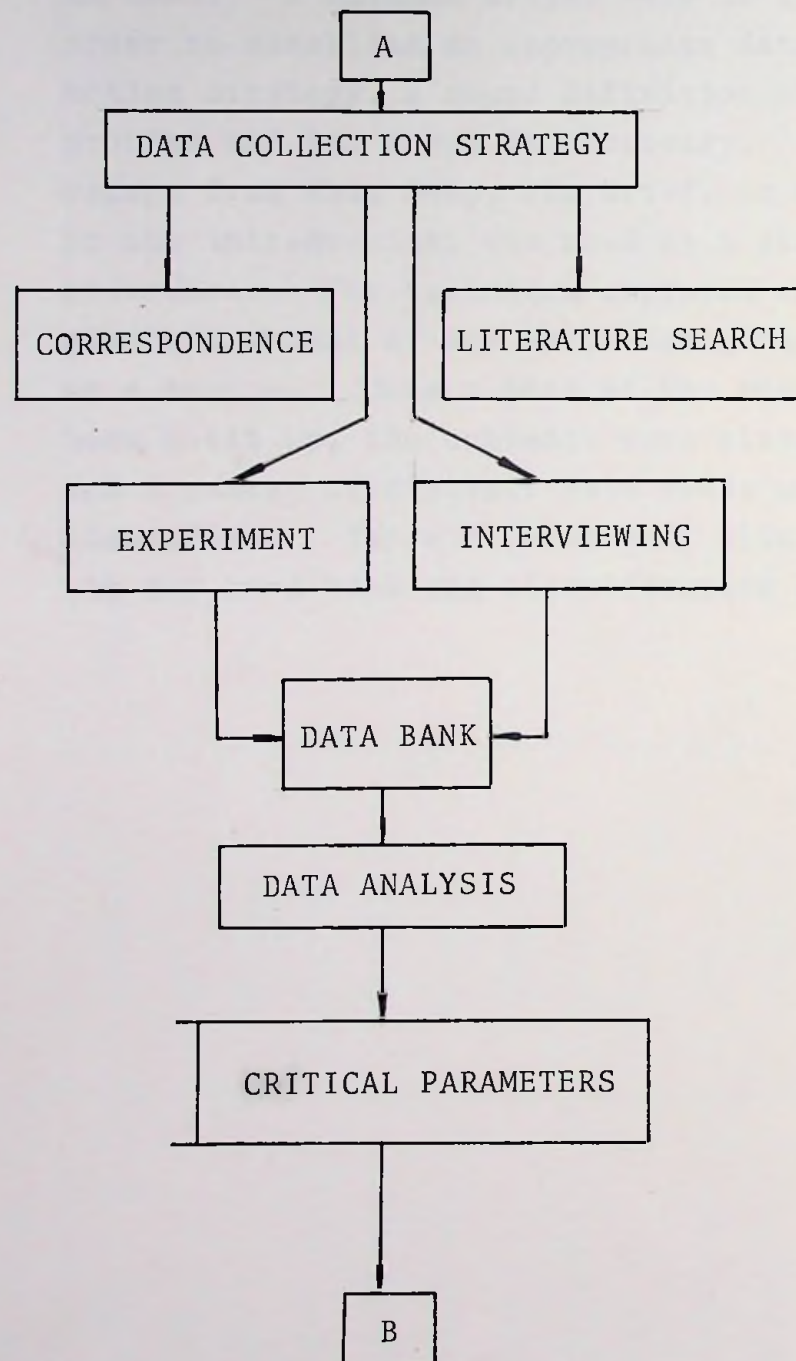 A
DATA COLLECTION STRATEGY
CORRESPONDENCE
LITERATURE SEARCH
EXPERIMENT
INTERVIEWING
DATA BANK
DATA ANALYSIS
CRITICAL PARAMETERS
B